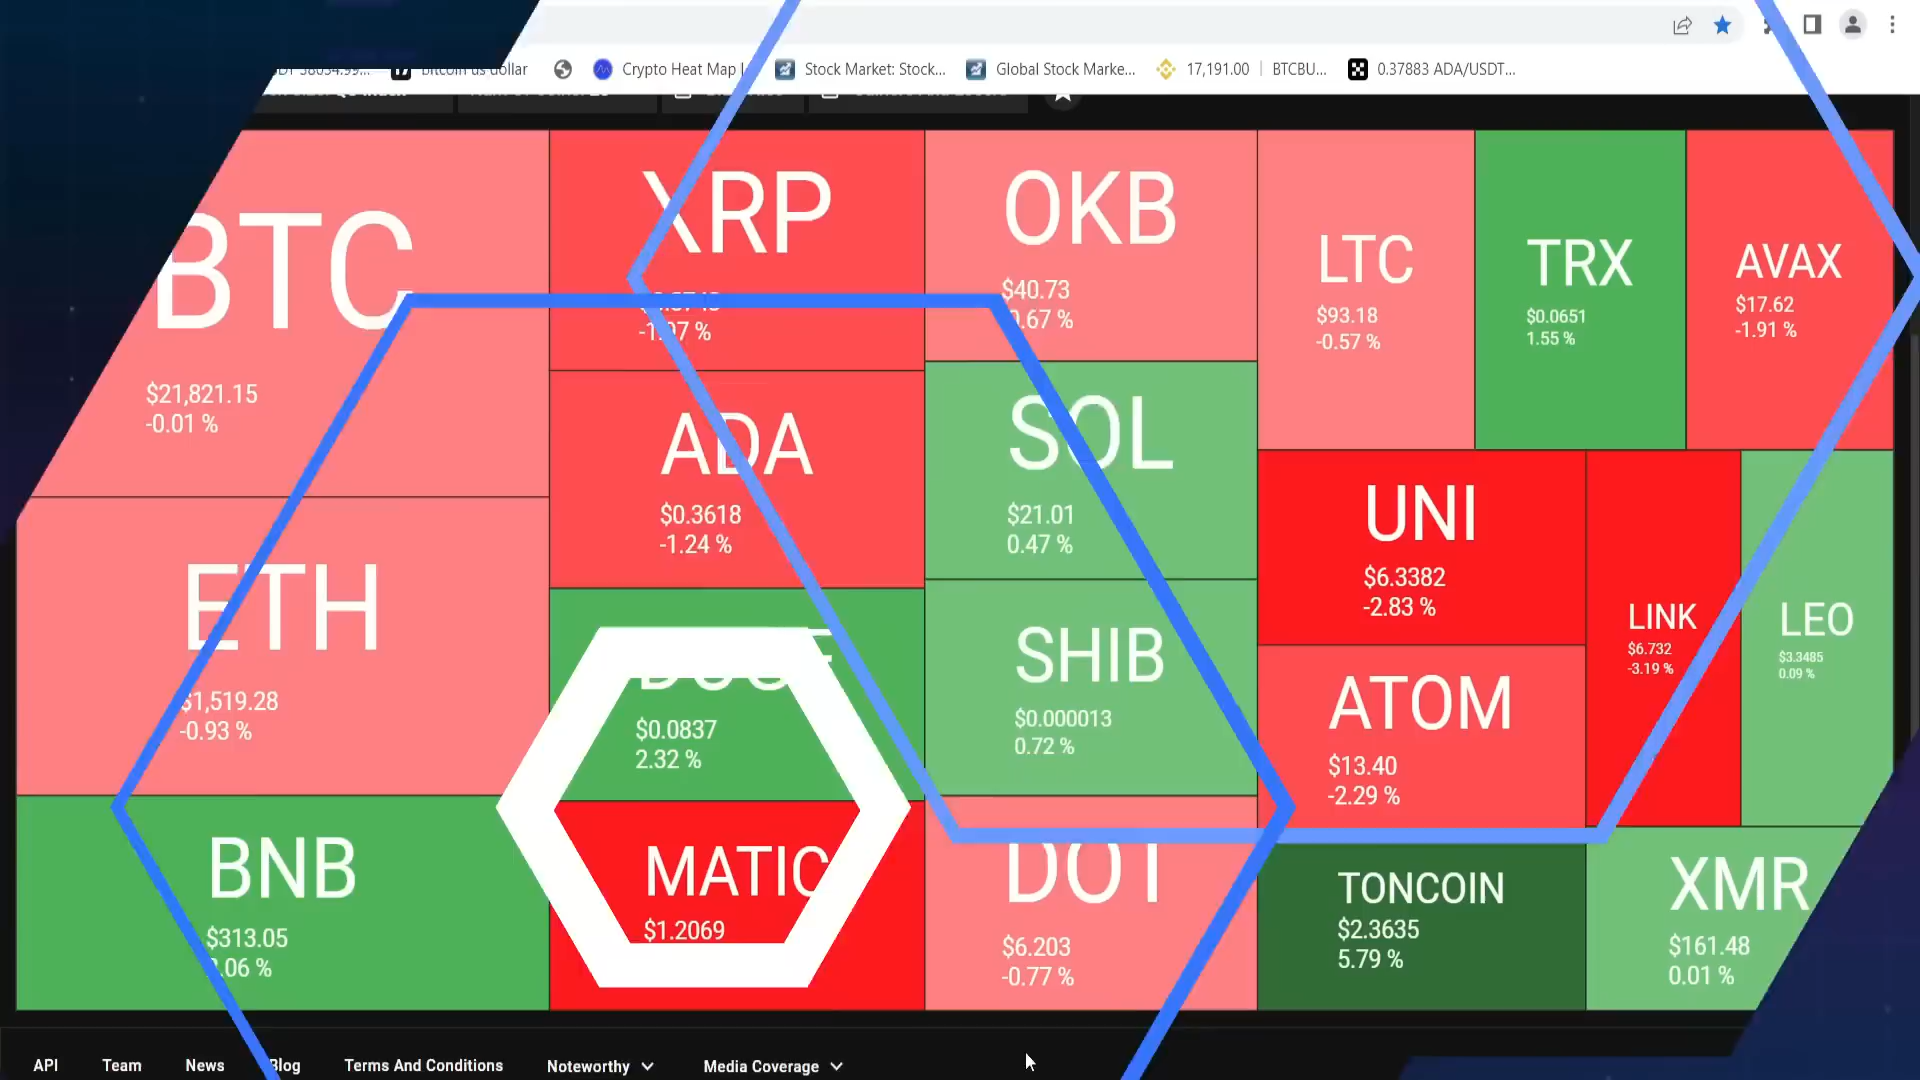 bitcoin us dollar
Crypto Heat Map
Stock Market: Stock...
Global Stock Marke...
17,191.00 | BTCBU...
0.37883 ADA/USDT...
BTC
$21,821.15
-0.01 %
ETH
$1,519.28
-0.93 %
BNB
$313.05
.06 %
XRP
ADA
$0.3618
-1.24 %
DOGE
$0.0837
2.32 %
MATIC
$1.2069
OKB
$40.73
.67 %
SOL
$21.01
0.47 %
SHIB
$0.000013
0.72 %
DOT
$6.203
-0.77 %
LTC
$93.18
-0.57 %
TRX
$0.0651
1.55 %
AVAX
$17.62
-1.91 %
UNI
$6.3382
-2.83 %
LINK
$6.732
-3.19 %
LEO
$3.3485
0.09 %
ATOM
$13.40
-2.29 %
TONCOIN
$2.3635
5.79 %
XMR
$161.48
0.01 %
API
Team
News
Blog
Terms And Conditions
Noteworthy
Media Coverage